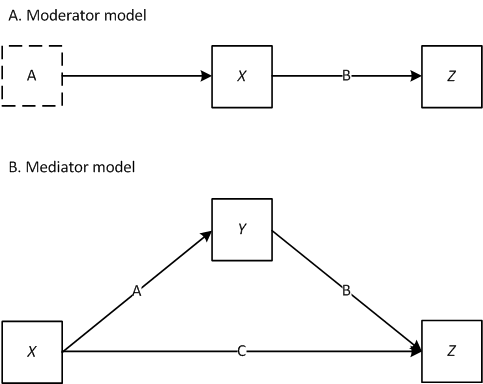 A. Moderator model
A X B Z
B. Mediator model
Y
A B
X C Z